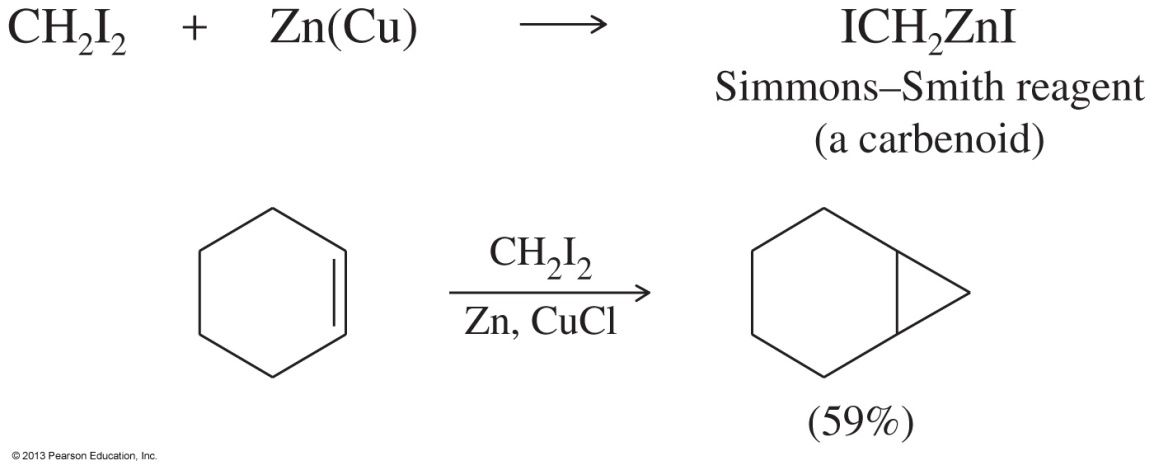 CH₂I₂ + Zn(Cu) ⟶ ICH₂ZnI
Simmons–Smith reagent
(a carbenoid)
CH₂I₂
Zn, CuCl
(59%)
© 2013 Pearson Education, Inc.